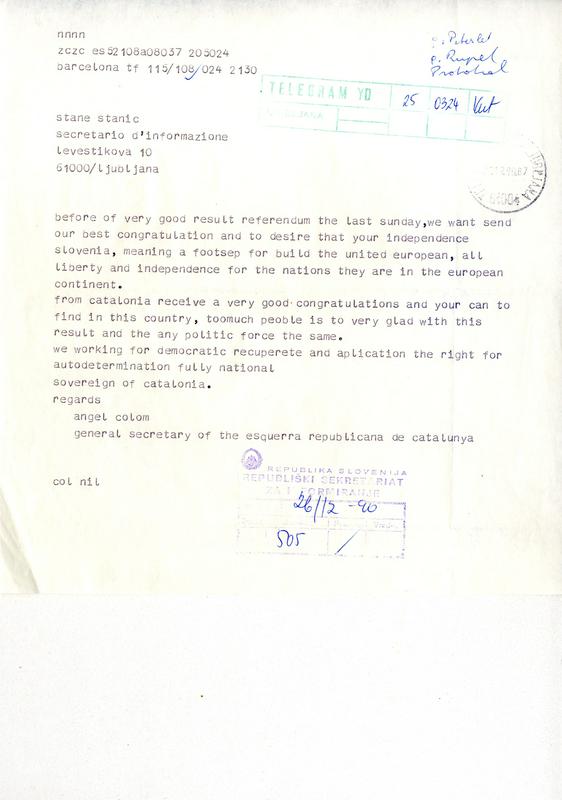 nnnn
zczc es52108a08037 205024
barcelona tf 115/108/024 2130
p. Peterle
p. Rupel
Protokol
TELEGRAM YD
25 0324
LJUBLJANA
stane stanic
secretario d'informazione
levestikova 10
61000/ljubljana
before of very good result referendum the last sunday,we want send
our best congratulation and to desire that your independence
slovenia, meaning a footsep for build the united european, all
liberty and independence for the nations they are in the european
continent.
from catalonia receive a very good congratulations and your can to
find in this country, toomuch peoble is to very glad with this
result and the any politic force the same.
we working for democratic recuperete and aplication the right for
autodetermination fully national
sovereign of catalonia.
regards
angel colom
general secretary of the esquerra republicana de catalunya
col nil
REPUBLIKA SLOVENIJA
REPUBLIŠKI SEKRETARIAT
ZA INFORMIRANJE
26/12-90
505 /